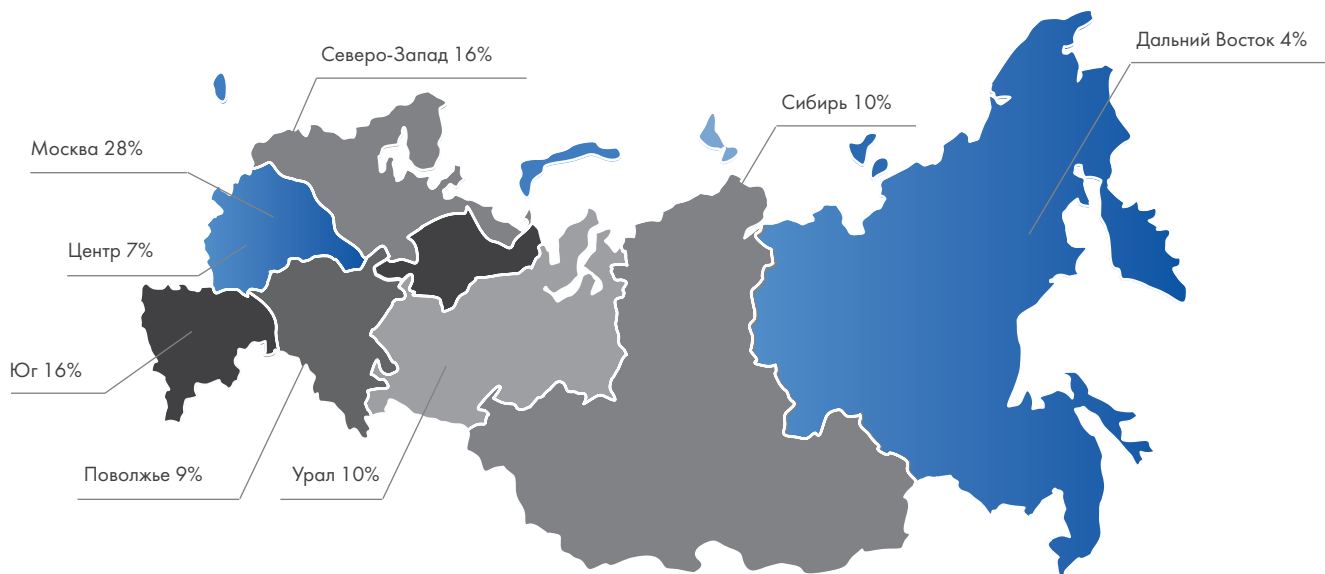 Северо-Запад 16%
Дальний Восток 4%
Сибирь 10%
Москва 28%
Центр 7%
Юг 16%
Поволжье 9%
Урал 10%